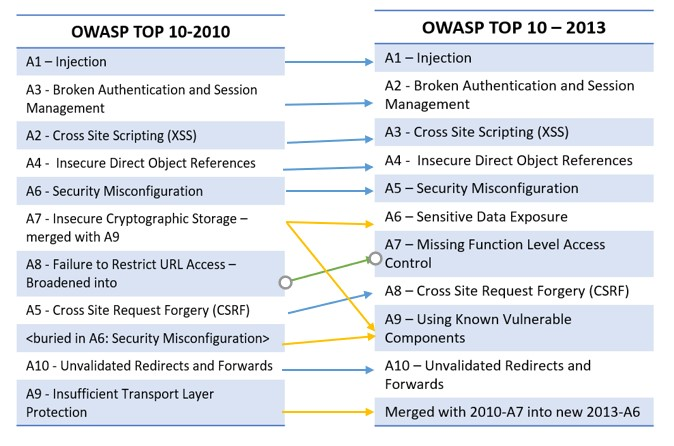 OWASP TOP 10-2010
A1 – Injection
A3 - Broken Authentication and Session
Management
A2 - Cross Site Scripting (XSS)
A4 -  Insecure Direct Object References
A6 - Security Misconfiguration
A7 - Insecure Cryptographic Storage –
merged with A9
A8 - Failure to Restrict URL Access –
Broadened into
A5 - Cross Site Request Forgery (CSRF)
<buried in A6: Security Misconfiguration>
A10 - Unvalidated Redirects and Forwards
A9 - Insufficient Transport Layer
Protection
OWASP TOP 10 – 2013
A1 – Injection
A2 - Broken Authentication and Session
Management
A3 - Cross Site Scripting (XSS)
A4 -  Insecure Direct Object References
A5 – Security Misconfiguration
A6 – Sensitive Data Exposure
A7 – Missing Function Level Access
Control
A8 – Cross Site Request Forgery (CSRF)
A9 – Using Known Vulnerable
Components
A10 – Unvalidated Redirects and
Forwards
Merged with 2010-A7 into new 2013-A6